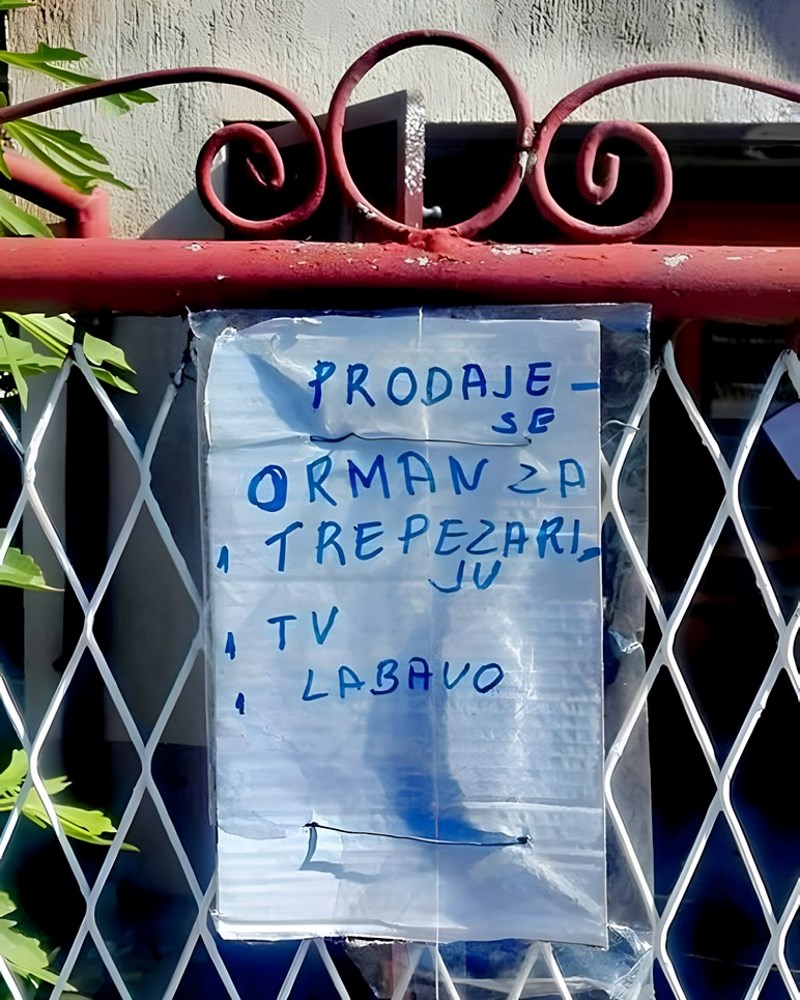 PRODAJE-
SE
ORMAN ZA
TREPEZARI-
JU
TV
LABAVO